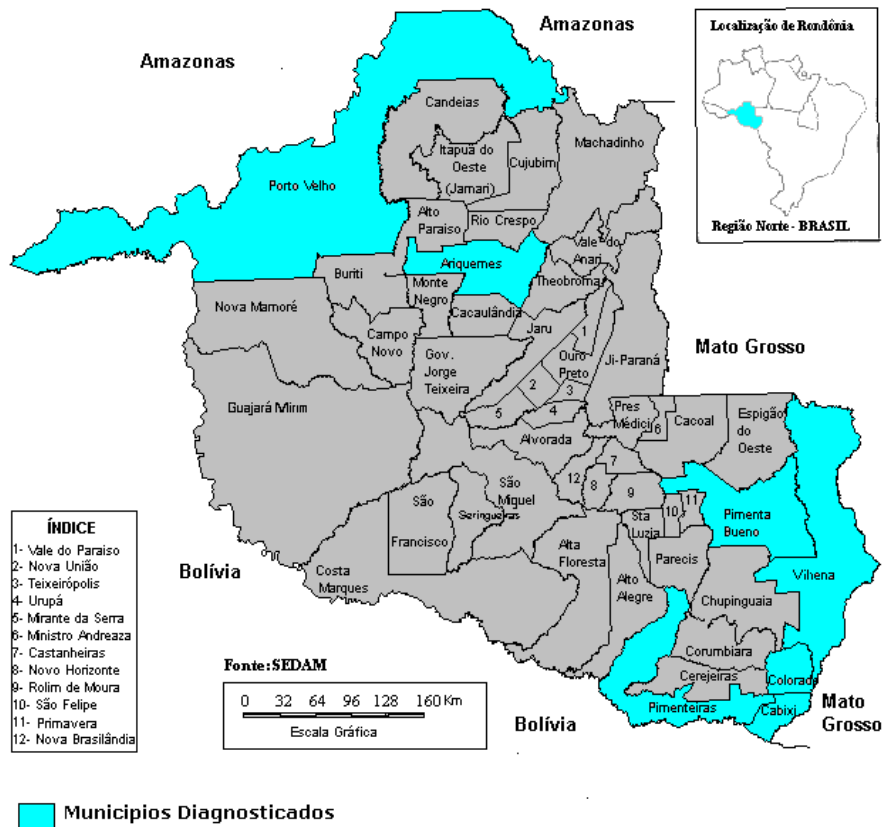 Amazonas
Amazonas
Localização de Rondônia
Região Norte - BRASIL
Candeias
Itapuã do
Oeste
(Jamari)
Cujubim
Machadinho
Porto Velho
Alto
Paraiso
Rio Crespo
Vale do
Anari
Ariquemes
Buriti
Monte
Negro
Theobroma
Nova Mamoré
Cacaulândia
Campo
Novo
Jaru
1
Ouro
Preto
Ji-Paraná
Mato Grosso
Gov.
Jorge
Teixeira
2
3
4
5
Guajará Mirim
Pres
Médici
6
Cacoal
Espigão
do
Oeste
Alvorada
7
12
8
9
São
Miguel
Seringueiras
São
Francisco
10
11
Sta
Luzia
Pimenta
Bueno
Costa
Marques
Alta
Floresta
Alto
Alegre
Parecis
Vilhena
Chupinguaia
Corumbiara
Cerejeiras
Colorado
Pimenteiras
Cabixi
Bolívia
Bolívia
Mato
Grosso
ÍNDICE
1- Vale do Paraiso
2- Nova União
3- Teixeirópolis
4- Urupá
5- Mirante da Serra
6- Ministro Andreaza
7- Castanheiras
8- Novo Horizonte
9- Rolim de Moura
10- São Felipe
11- Primavera
12- Nova Brasilândia
Fonte:SEDAM
0 32 64 96 128 160 Km
Escala Gráfica
Municipios Diagnosticados